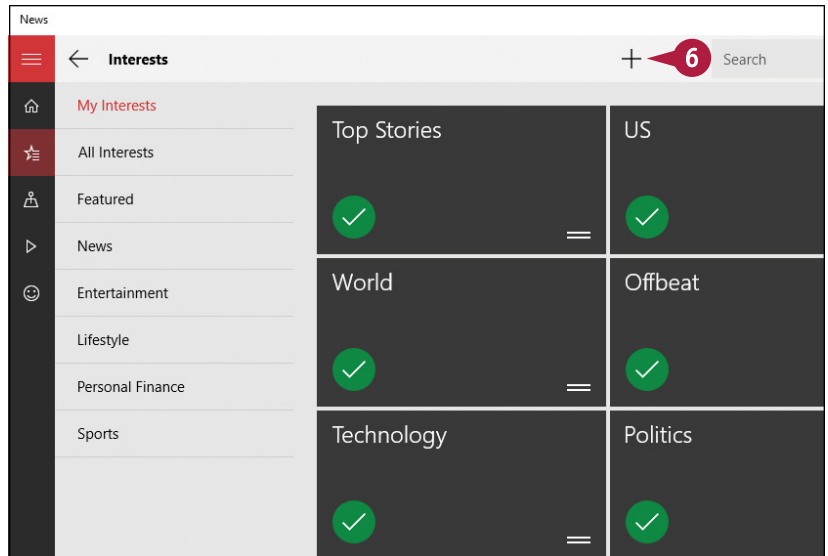 News
Interests
6
Search
My Interests
All Interests
Featured
News
Entertainment
Lifestyle
Personal Finance
Sports
Top Stories
US
World
Offbeat
Technology
Politics